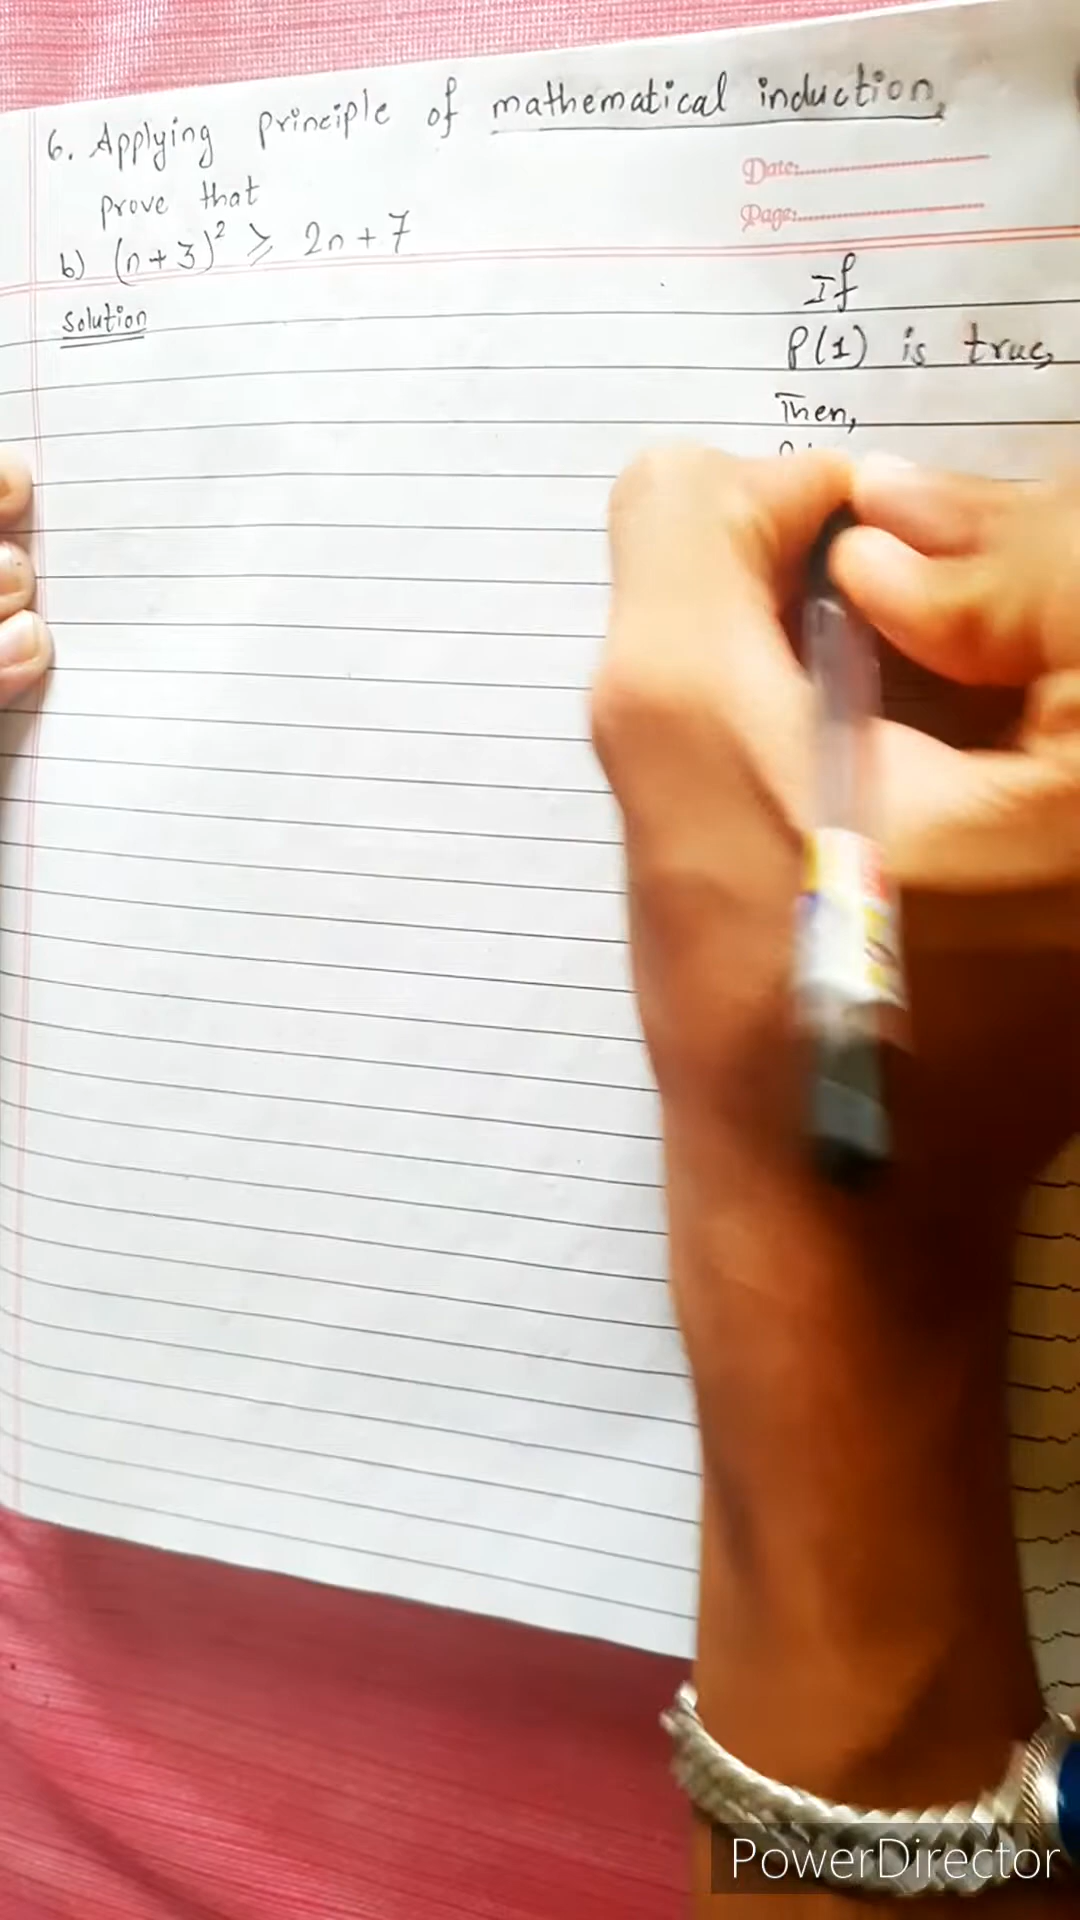 6. Applying principle of mathematical induction,
prove that
Date:
Page:
b) (n+3)² ≥ 2n+7
Solution
If
P(1) is true,
Then,
PowerDirector